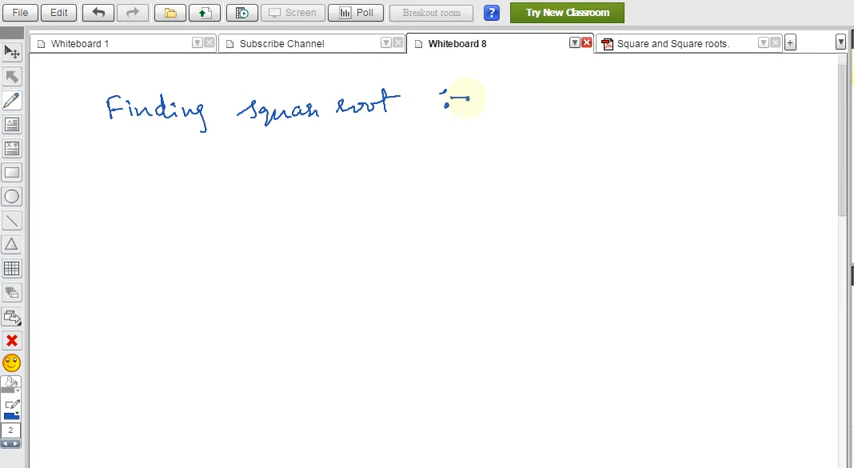 File Edit Screen Poll Breakout room ? Try New Classroom
Whiteboard 1 Subscribe Channel Whiteboard 8 Square and Square roots.
Finding squar root :-
2